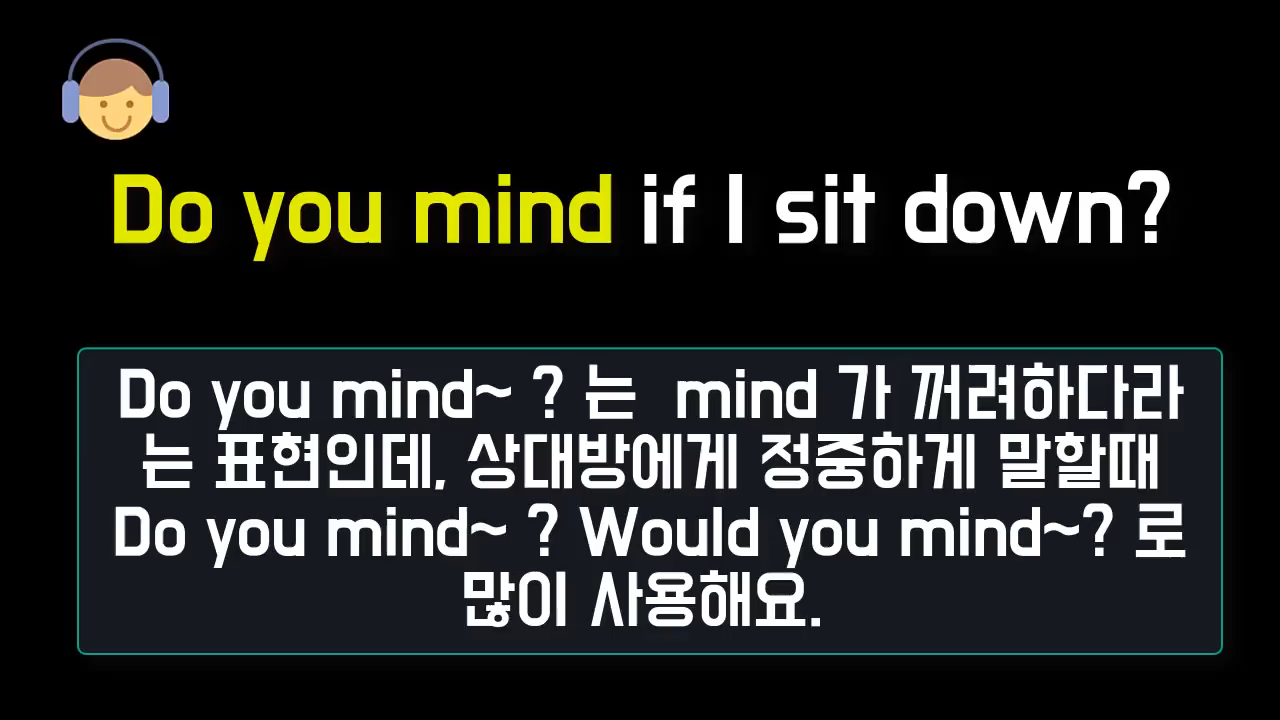 Do you mind if I sit down?
Do you mind~ ? 는 mind 가 꺼려하다라
는 표현인데, 상대방에게 정중하게 말할때
Do you mind~ ? Would you mind~? 로
많이 사용해요.